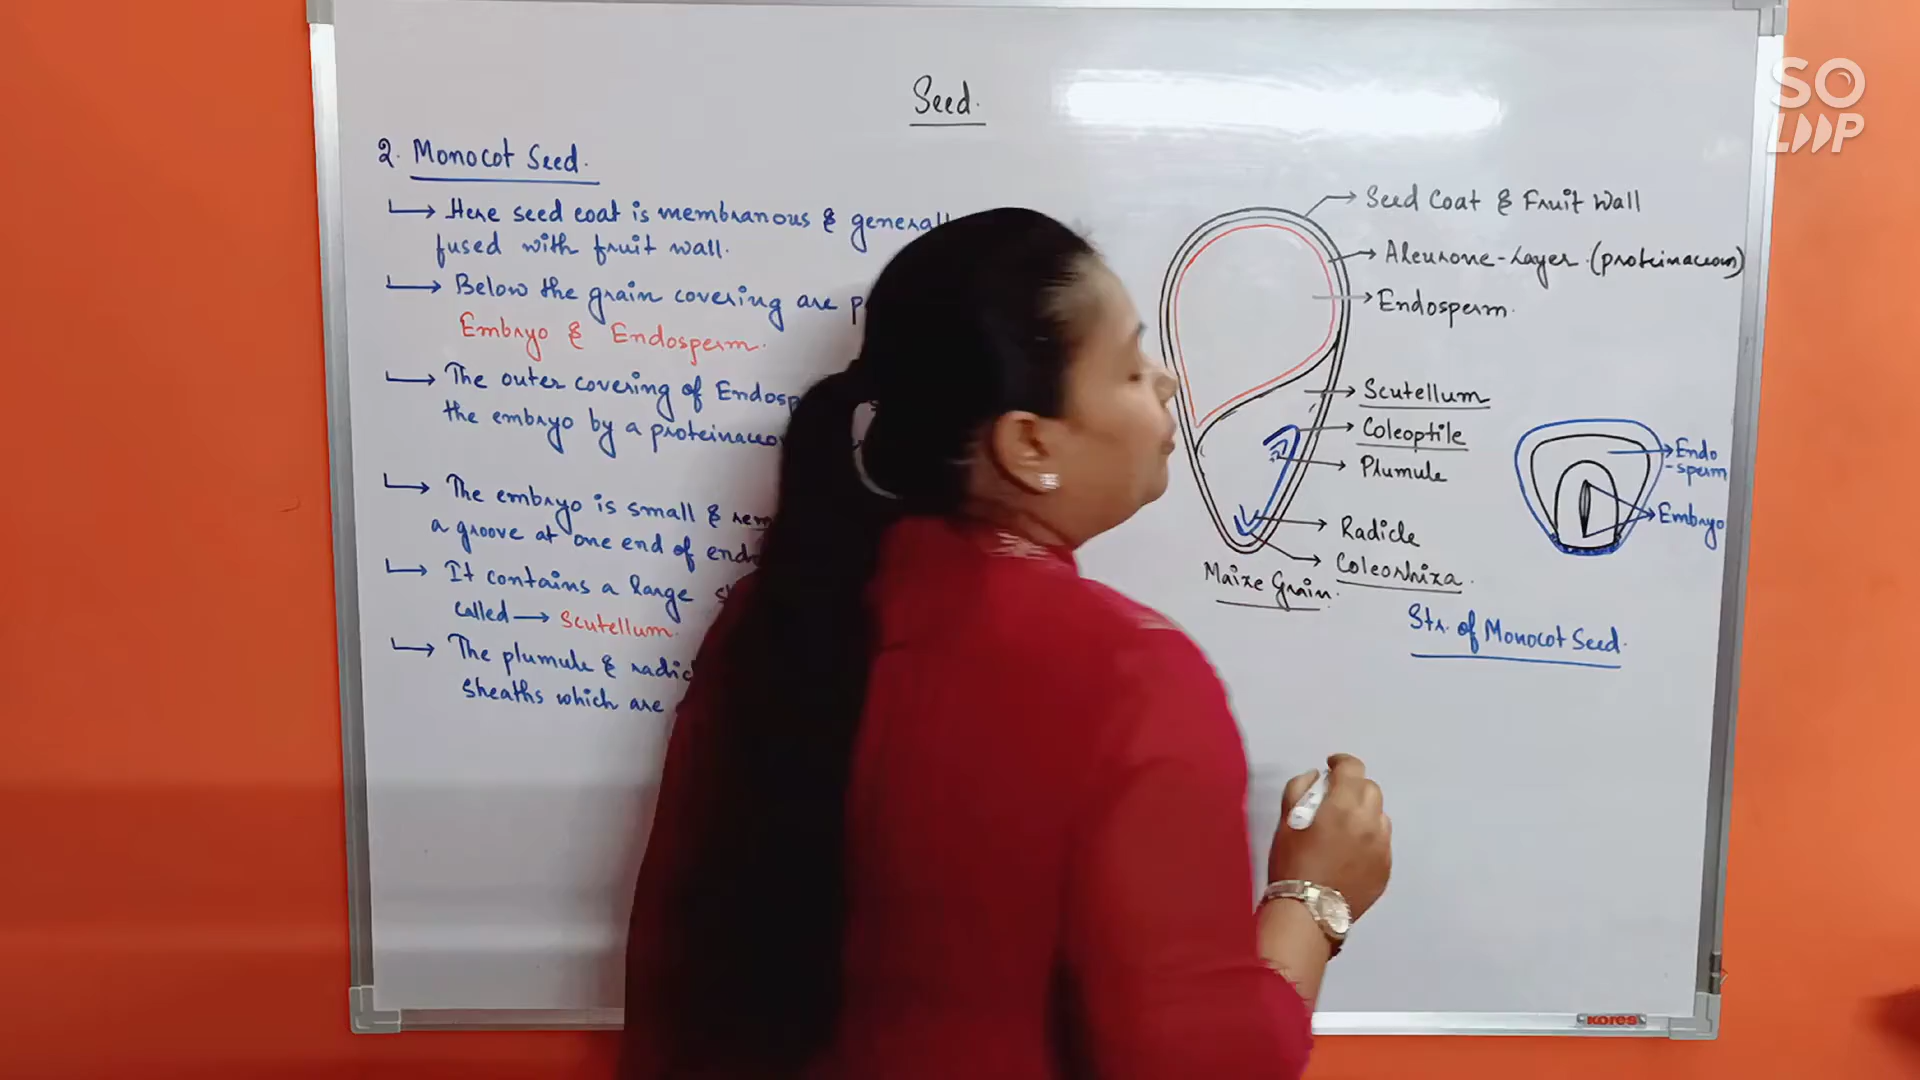 Seed.
2. Monocot Seed.
Here seed coat is membranous & generall
fused with fruit wall.
Below the grain covering are p
Embryo & Endosperm.
The outer covering of Endosp
the embryo by a proteinaceo
The embryo is small & rem
a groove at one end of endo
It contains a large s
called → Scutellum.
The plumule & radic
sheaths which are
Seed Coat & Fruit Wall
Aleurone-Layer.(proteinaceous)
Endosperm.
Scutellum
Coleoptile
Plumule
Radicle
Coleorhiza.
Maize Grain.
Endo
-sperm
Embryo
Str. of Monocot Seed.
SO
LP
KORES